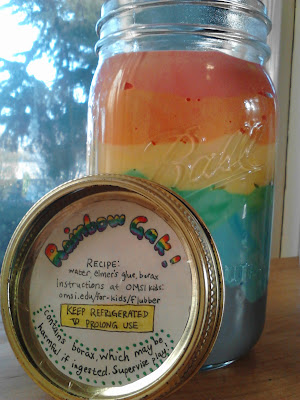 Ball
Rainbow Gak!
RECIPE:
water, elmer's glue, borax
Instructions at OMSI kids:
omsi.edu/for-kids/flubber
KEEP REFRIGERATED
TO PROLONG USE
contains borax, which may be
harmful if ingested. Supervise play.